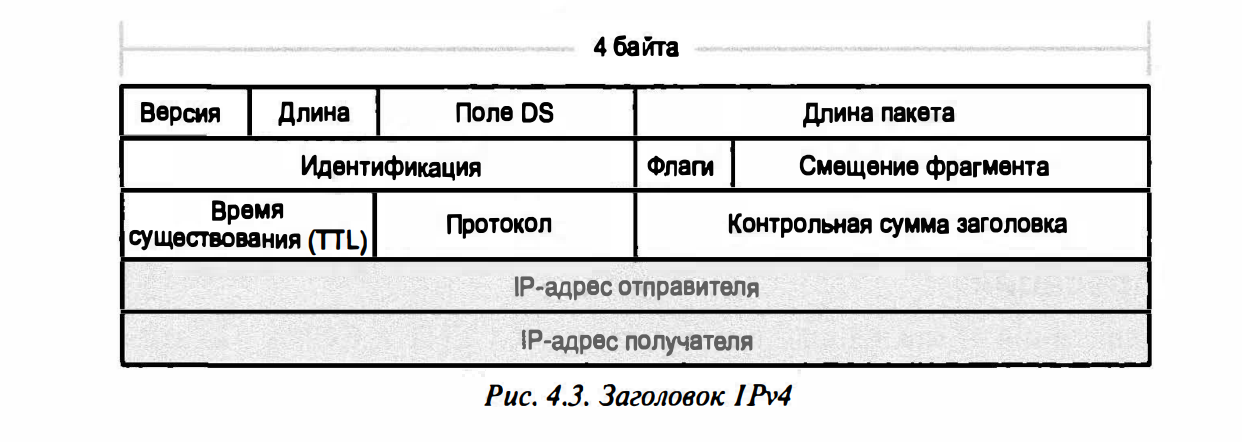 4 байта
Версия Длина Поле DS Длина пакета
Идентификация Флаги Смещение фрагмента
Время существования (TTL) Протокол Контрольная сумма заголовка
IP-адрес отправителя
IP-адрес получателя
Рис. 4.3. Заголовок IPv4